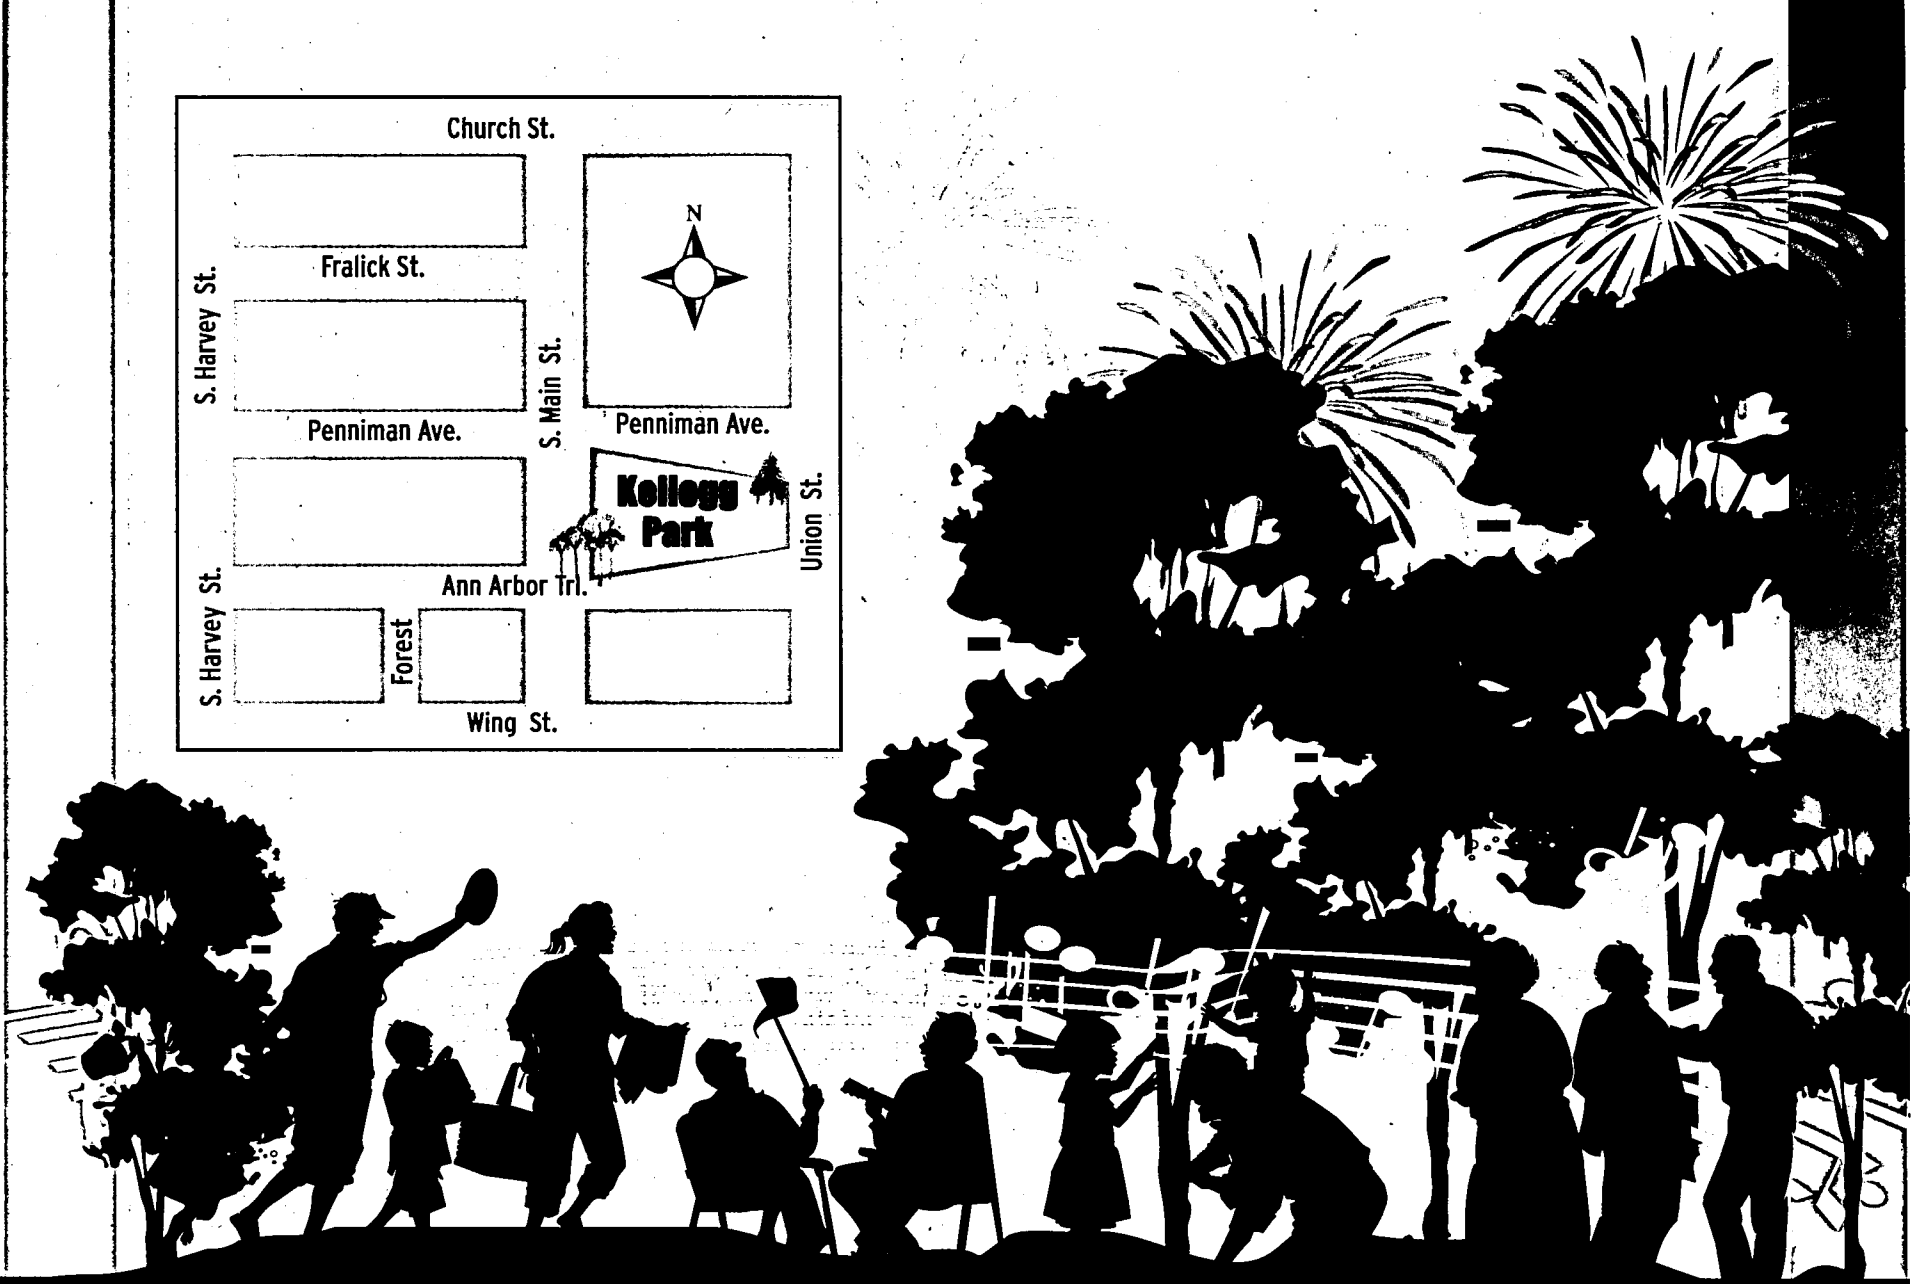 Church St.
N
Fralick St.
S. Harvey St.
S. Main St.
Penniman Ave.
Penniman Ave.
Kellogg
Park
Union St.
Ann Arbor Trl.
S. Harvey St.
Forest
Wing St.